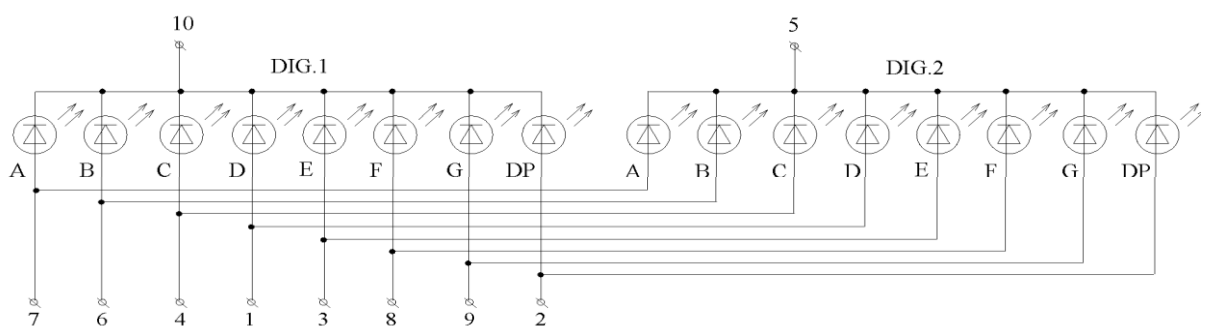 10 5
DIG.1 DIG.2
A B C D E F G DP A B C D E F G DP
7 6 4 1 3 8 9 2